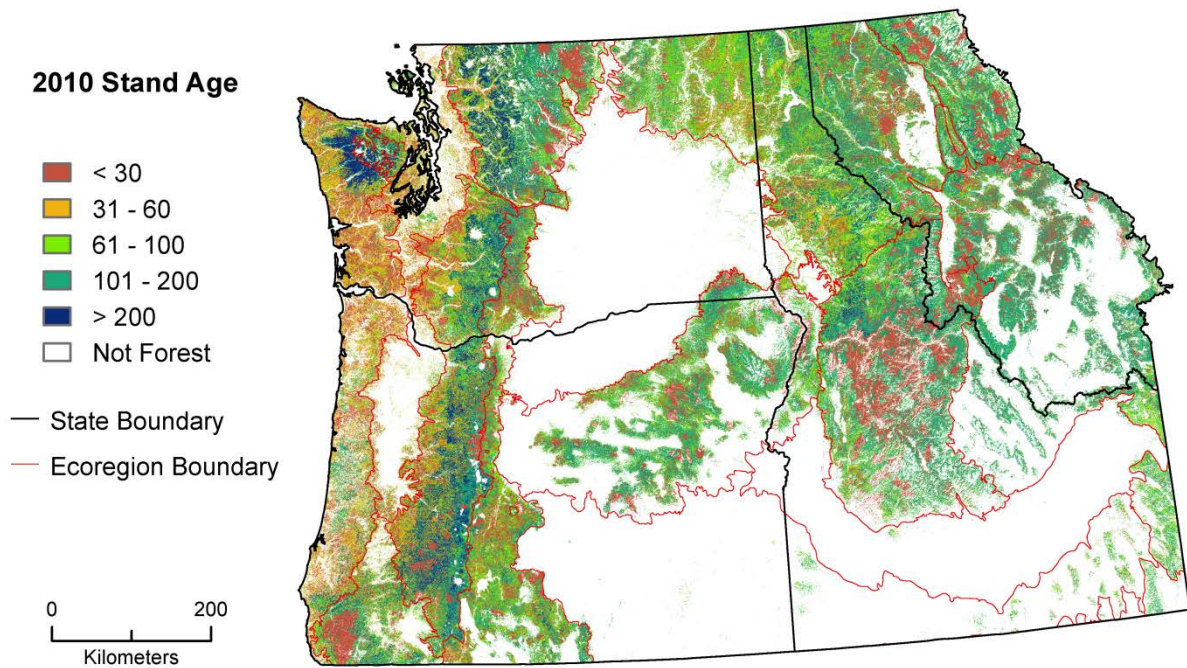 2010 Stand Age
< 30
31 - 60
61 - 100
101 - 200
> 200
Not Forest
State Boundary
Ecoregion Boundary
0 200
Kilometers